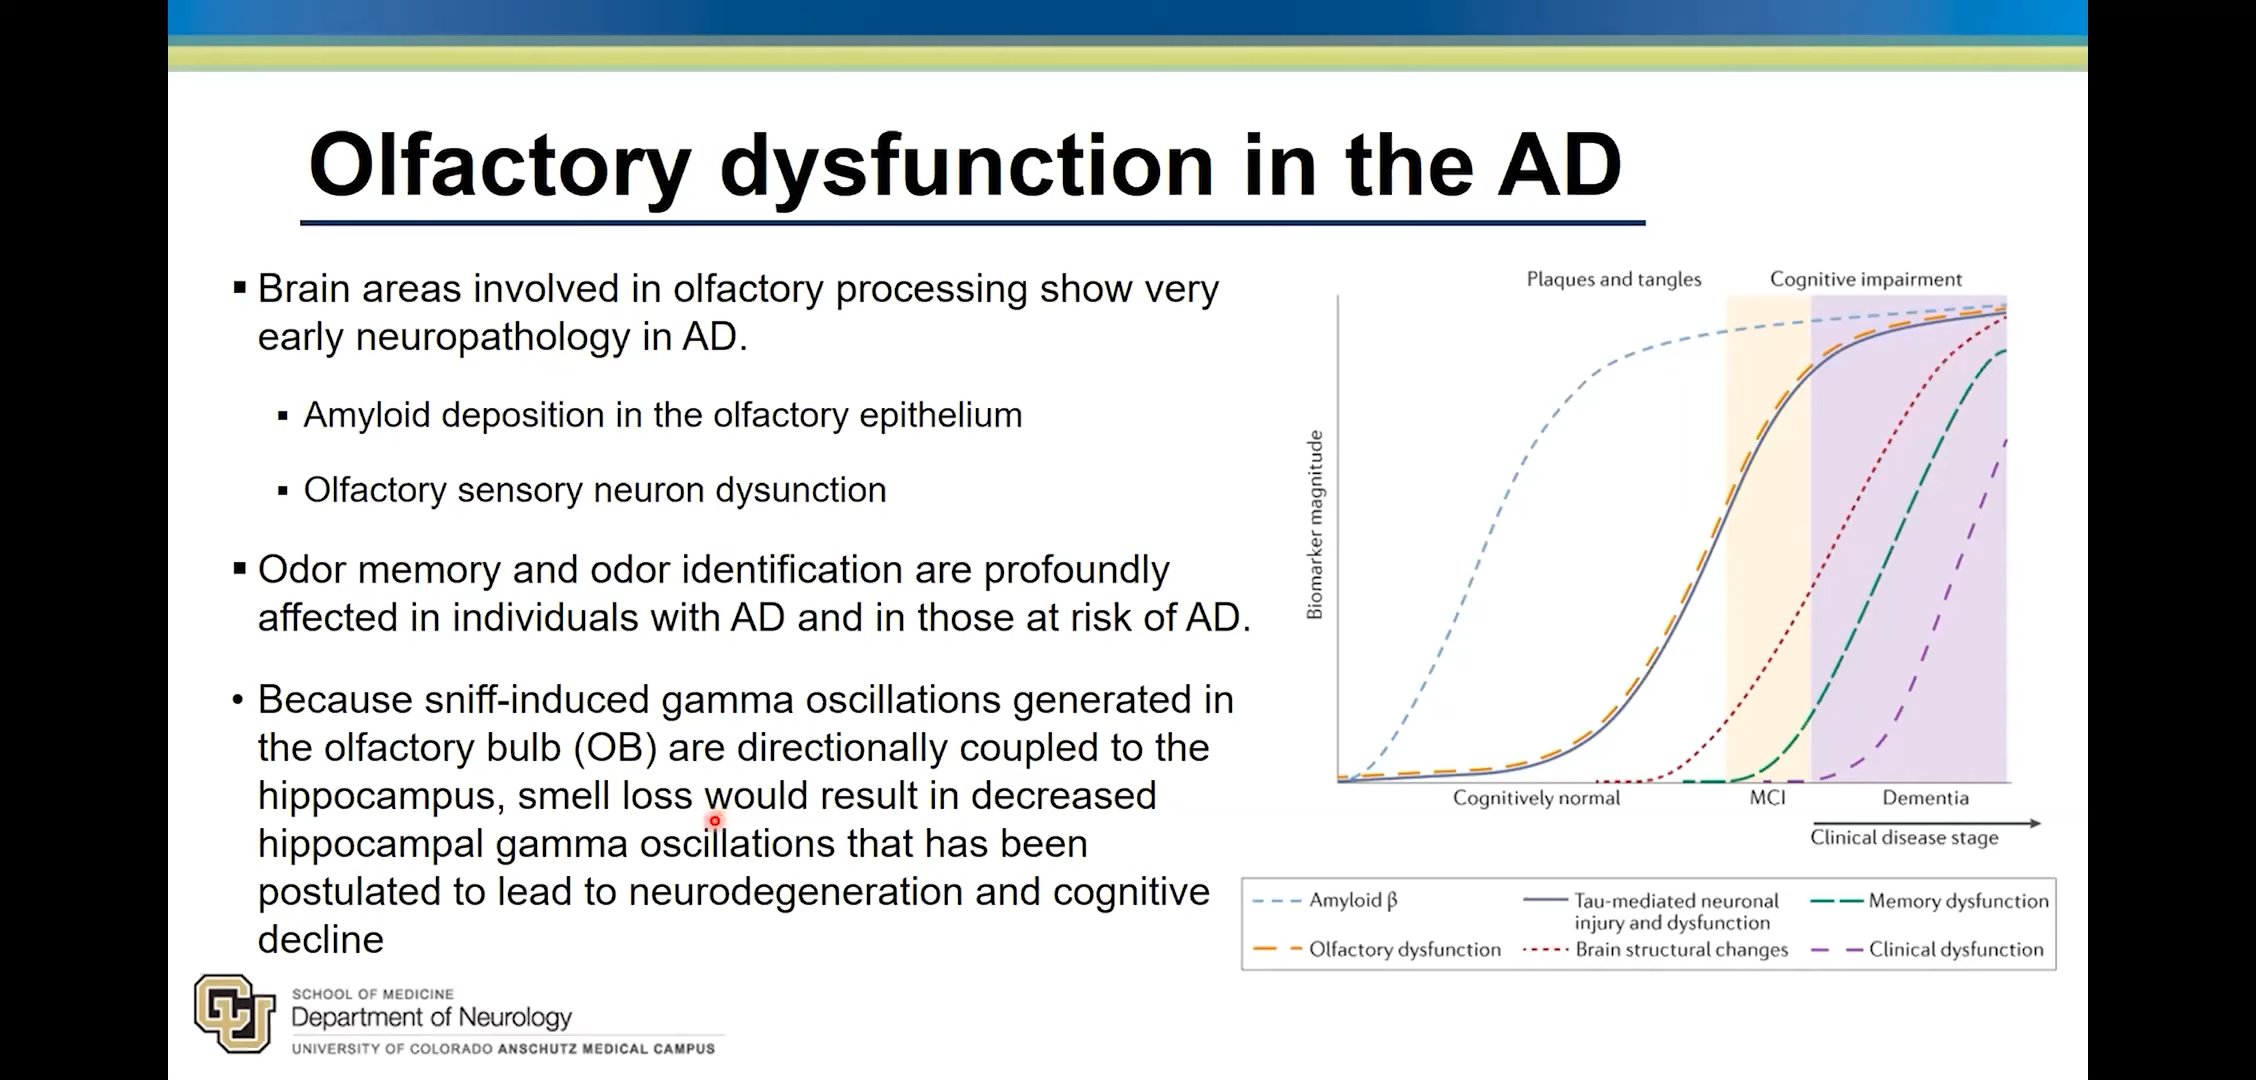 Olfactory dysfunction in the AD
▪ Brain areas involved in olfactory processing show very
early neuropathology in AD.
▪ Amyloid deposition in the olfactory epithelium
▪ Olfactory sensory neuron dysunction
▪ Odor memory and odor identification are profoundly
affected in individuals with AD and in those at risk of AD.
• Because sniff-induced gamma oscillations generated in
the olfactory bulb (OB) are directionally coupled to the
hippocampus, smell loss would result in decreased
hippocampal gamma oscillations that has been
postulated to lead to neurodegeneration and cognitive
decline
Plaques and tangles
Cognitive impairment
Biomarker magnitude
Cognitively normal
MCI
Dementia
Clinical disease stage
Amyloid β
Tau-mediated neuronal
injury and dysfunction
Memory dysfunction
Olfactory dysfunction
Brain structural changes
Clinical dysfunction
CU
SCHOOL OF MEDICINE
Department of Neurology
UNIVERSITY OF COLORADO ANSCHUTZ MEDICAL CAMPUS